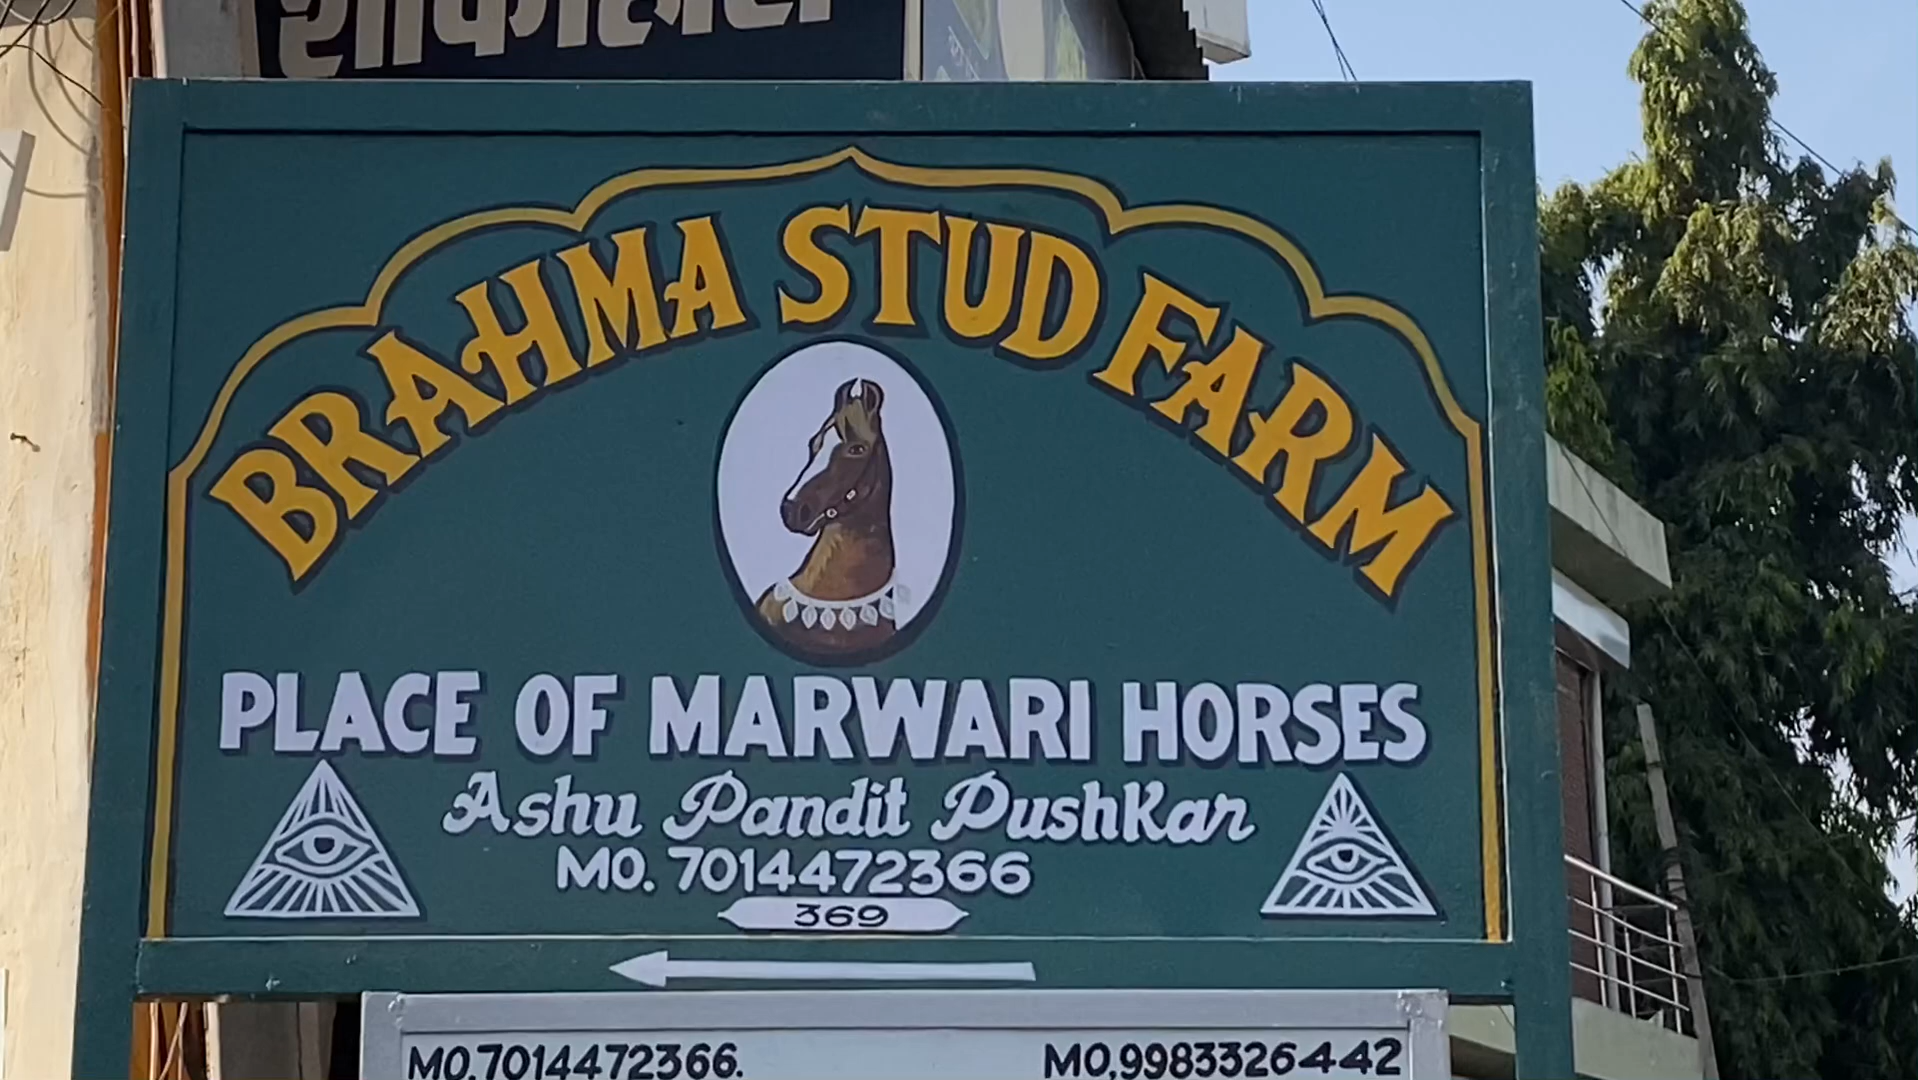 BRAHMA STUD FARM
PLACE OF MARWARI HORSES
Ashu Pandit PushKar
MO. 7014472366
369
MO.7014472366. MO,9983326442